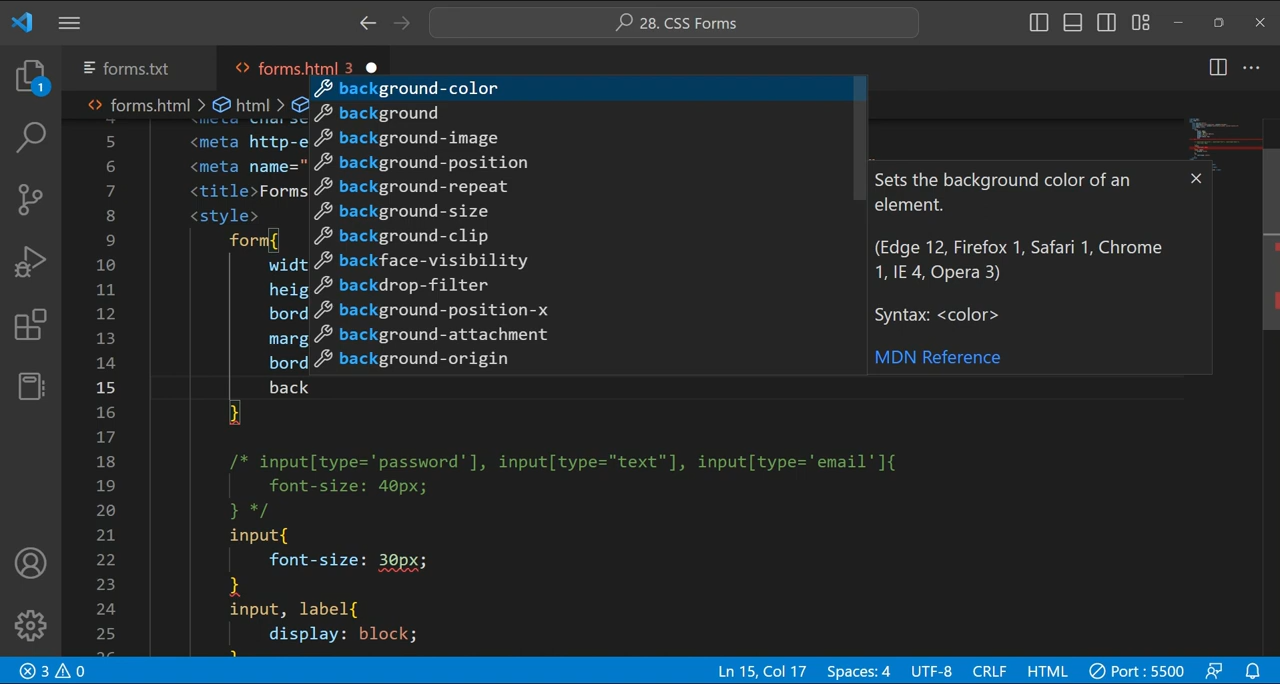 28. CSS Forms
forms.txt
forms.html 3
forms.html > html >
1
4
5 <meta http-e
6 <meta name="
7 <title>Forms
8 <style>
9 form{
10 widt
11 heig
12 bord
13 marg
14 bord
15 back
16 }
17
18 /* input[type='password'], input[type="text"], input[type='email']{
19 font-size: 40px;
20 } */
21 input{
22 font-size: 30px;
23 }
24 input, label{
25 display: block;
26 }
background-color
background
background-image
background-position
background-repeat
background-size
background-clip
backface-visibility
backdrop-filter
background-position-x
background-attachment
background-origin
Sets the background color of an
element.
(Edge 12, Firefox 1, Safari 1, Chrome
1, IE 4, Opera 3)
Syntax: <color>
MDN Reference
3 0 Ln 15, Col 17 Spaces: 4 UTF-8 CRLF HTML Port : 5500